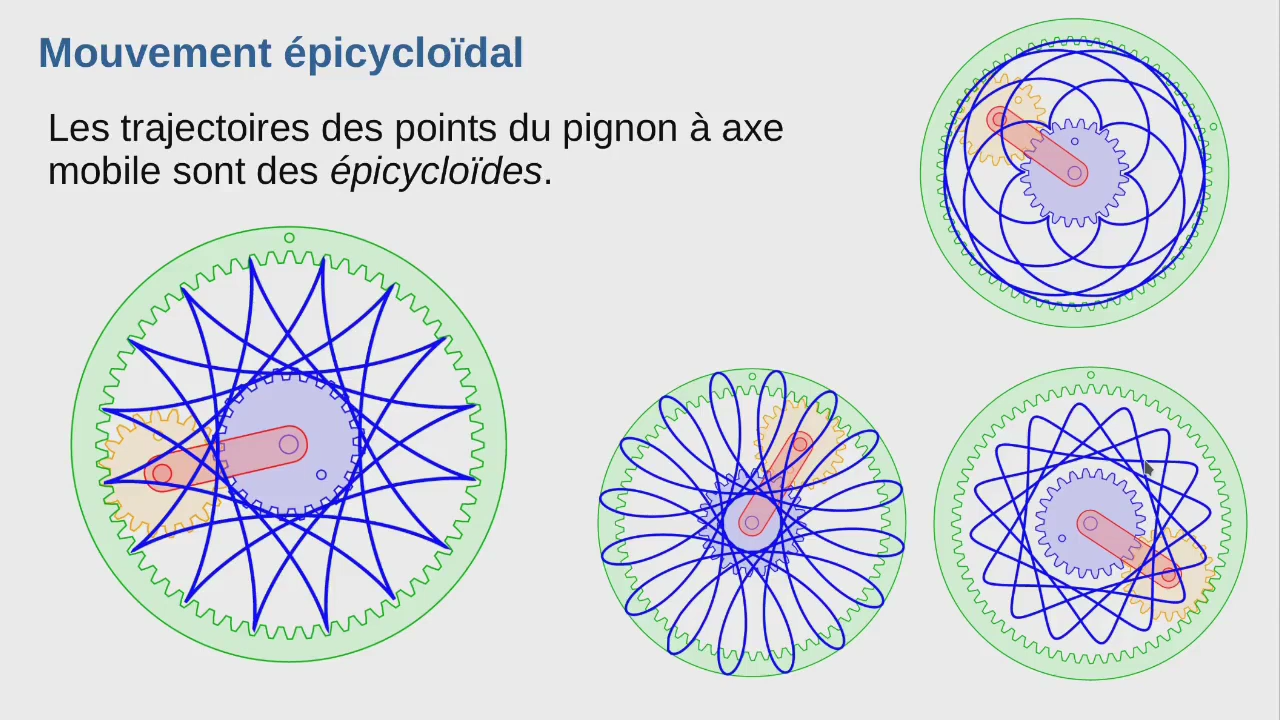 Mouvement épicycloïdal
Les trajectoires des points du pignon à axe
mobile sont des épicycloïdes.